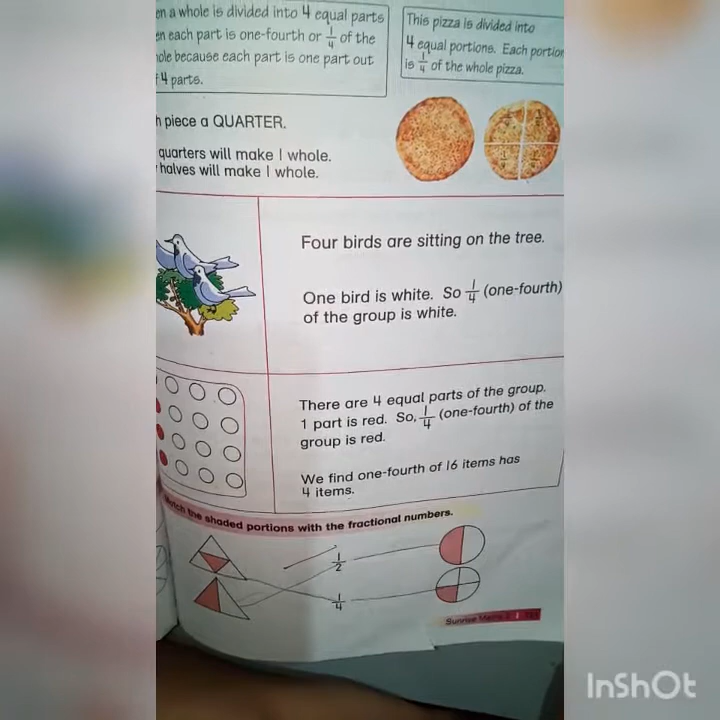 en a whole is divided into 4 equal parts
en each part is one-fourth or 1/4 of the
ole because each part is one part out
f 4 parts.
This pizza is divided into
4 equal portions. Each portion
is 1/4 of the whole pizza.
h piece a QUARTER.
quarters will make 1 whole.
halves will make 1 whole.
Four birds are sitting on the tree.
One bird is white. So 1/4 (one-fourth)
of the group is white.
There are 4 equal parts of the group.
1 part is red. So, 1/4 (one-fourth) of the
group is red.
We find one-fourth of 16 items has
4 items.
Match the shaded portions with the fractional numbers.
1/2
1/4
Sunrise Maths 2
InShOt